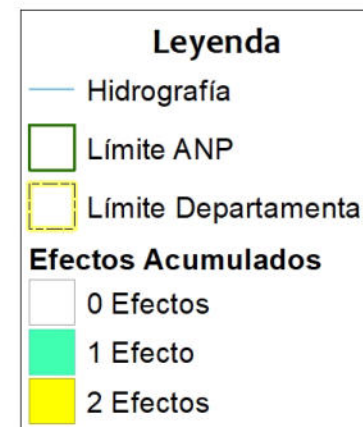 Leyenda
Hidrografía
Límite ANP
Límite Departamenta
Efectos Acumulados
0 Efectos
1 Efecto
2 Efectos